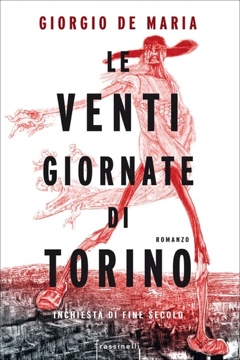 GIORGIO DE MARIA
LE
VENTI
GIORNATE
DI
ROMANZO
TORINO
INCHIESTA DI FINE SECOLO
frassinelli